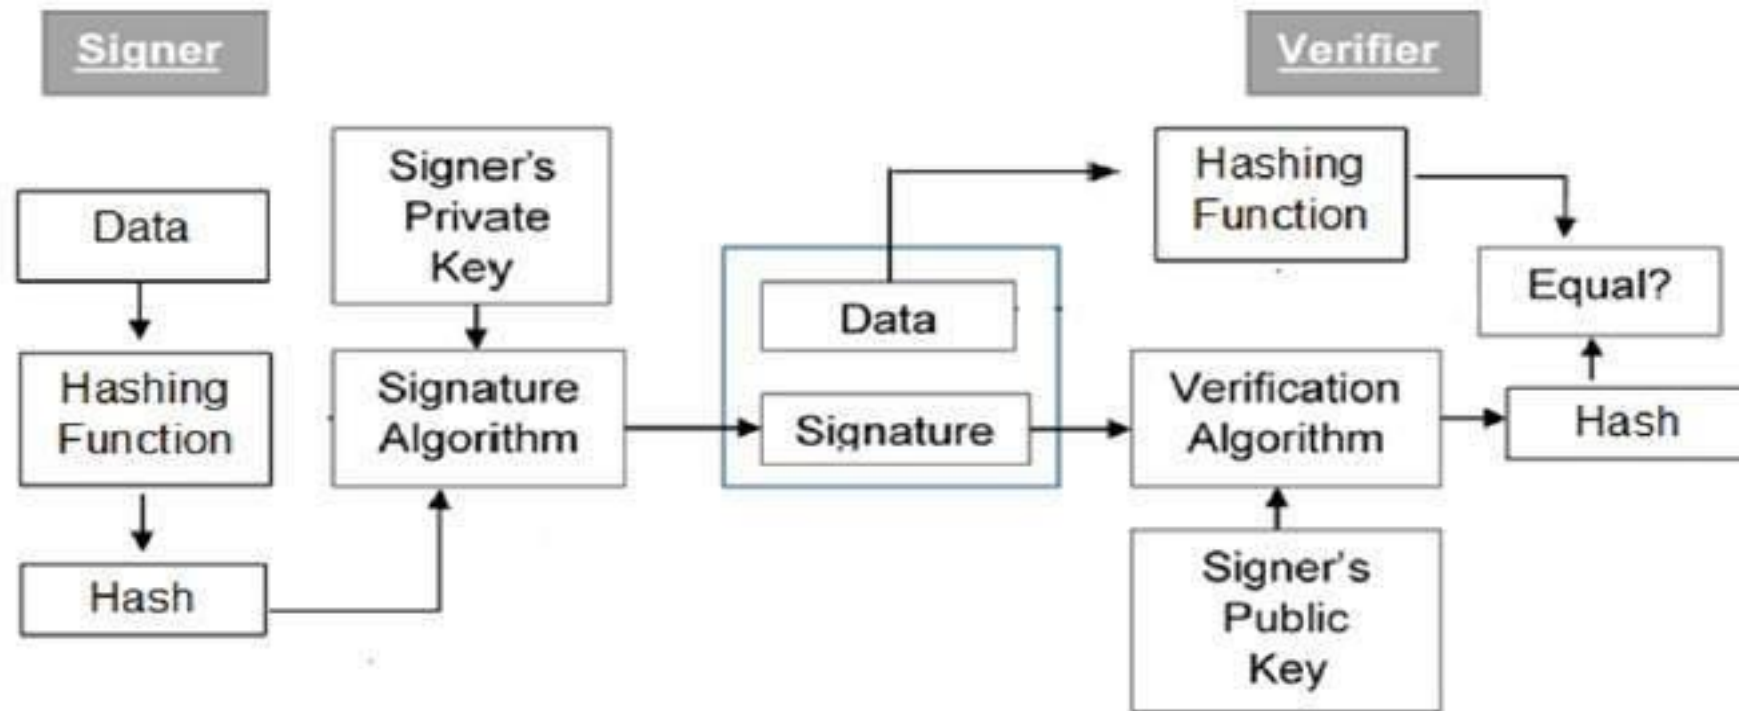 Signer
Verifier
Data
Hashing
Function
Hash
Signer's
Private
Key
Signature
Algorithm
Data
Signature
Hashing
Function
Equal?
Verification
Algorithm
Hash
Signer's
Public
Key